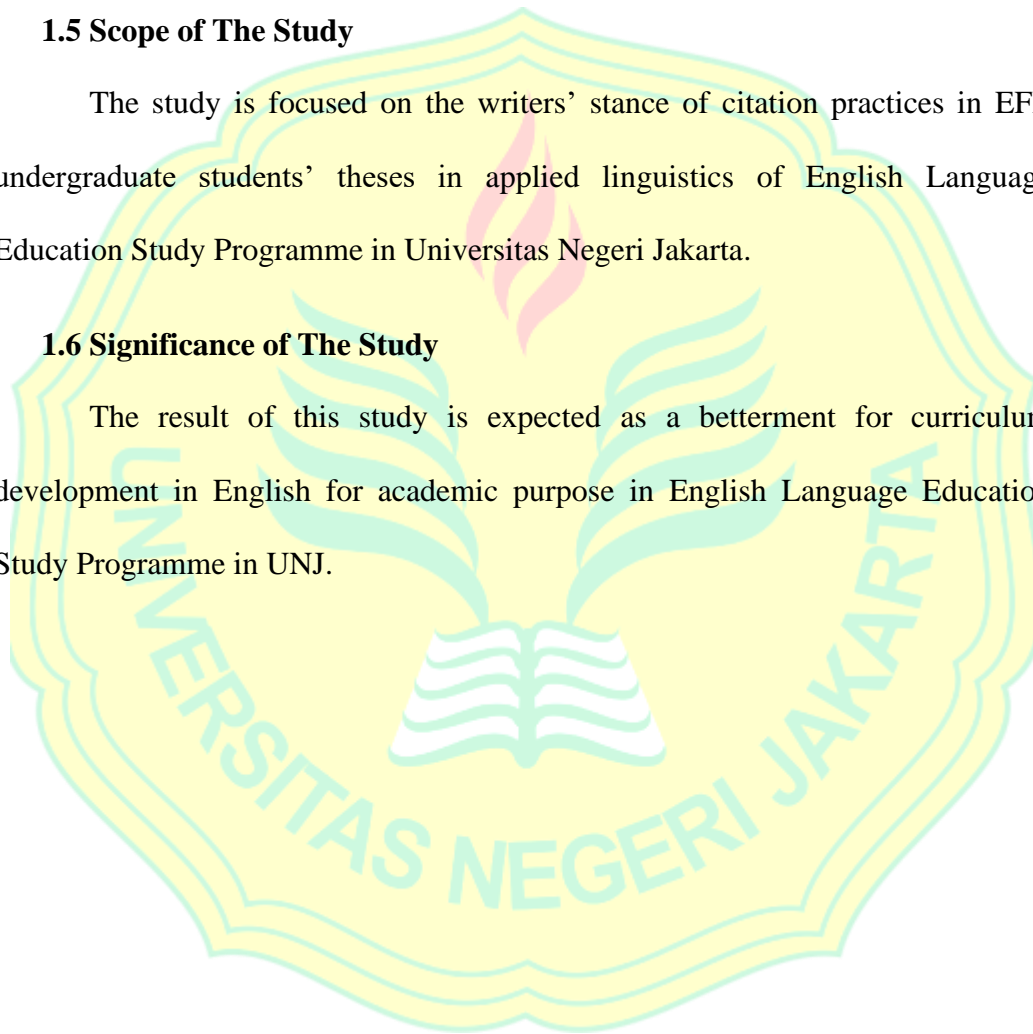 1.5 Scope of The Study
The study is focused on the writers' stance of citation practices in EF
undergraduate students' theses in applied linguistics of English Languag
Education Study Programme in Universitas Negeri Jakarta.
1.6 Significance of The Study
The result of this study is expected as a betterment for curriculu
development in English for academic purpose in English Language Educatio
Study Programme in UNJ.
UNIVERSITAS NEGERI JAKARTA